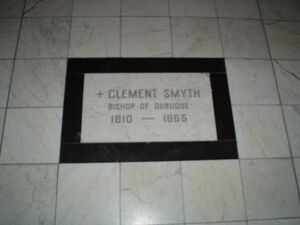 + CLEMENT SMYTH
BISHOP OF DUBUQUE
1810 — 1865